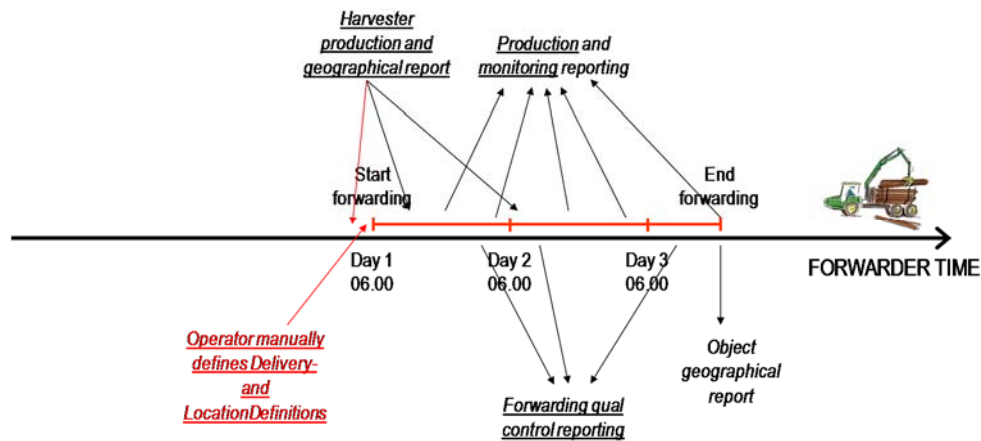 Harvester
production and
geographical report
Production and
monitoring reporting
Start
forwarding
End
forwarding
Day 1
06.00
Day 2
06.00
Day 3
06.00
FORWARDER TIME
Operator manually
defines Delivery-
and
LocationDefinitions
Forwarding qual
control reporting
Object
geographical
report